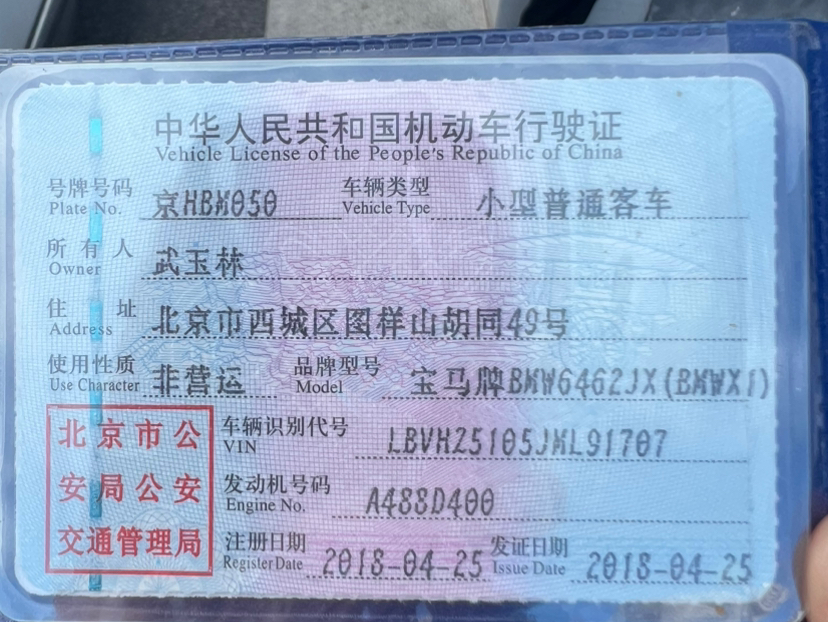 中华人民共和国机动车行驶证
Vehicle License of the People's Republic of China
号牌号码 京HBM050 车辆类型 小型普通客车
Plate No. Vehicle Type
所有人 武玉林
Owner
住址 北京市西城区图样山胡同49号
Address
使用性质 非营运 品牌型号 宝马牌BMW6462JX(BMWX1)
Use Character Model
北京市公
安局公安
交通管理局
车辆识别代号 LBVHZ5105JML91707
VIN
发动机号码 A488D400
Engine No.
注册日期 2018-04-25 发证日期 2018-04-25
Register Date Issue Date